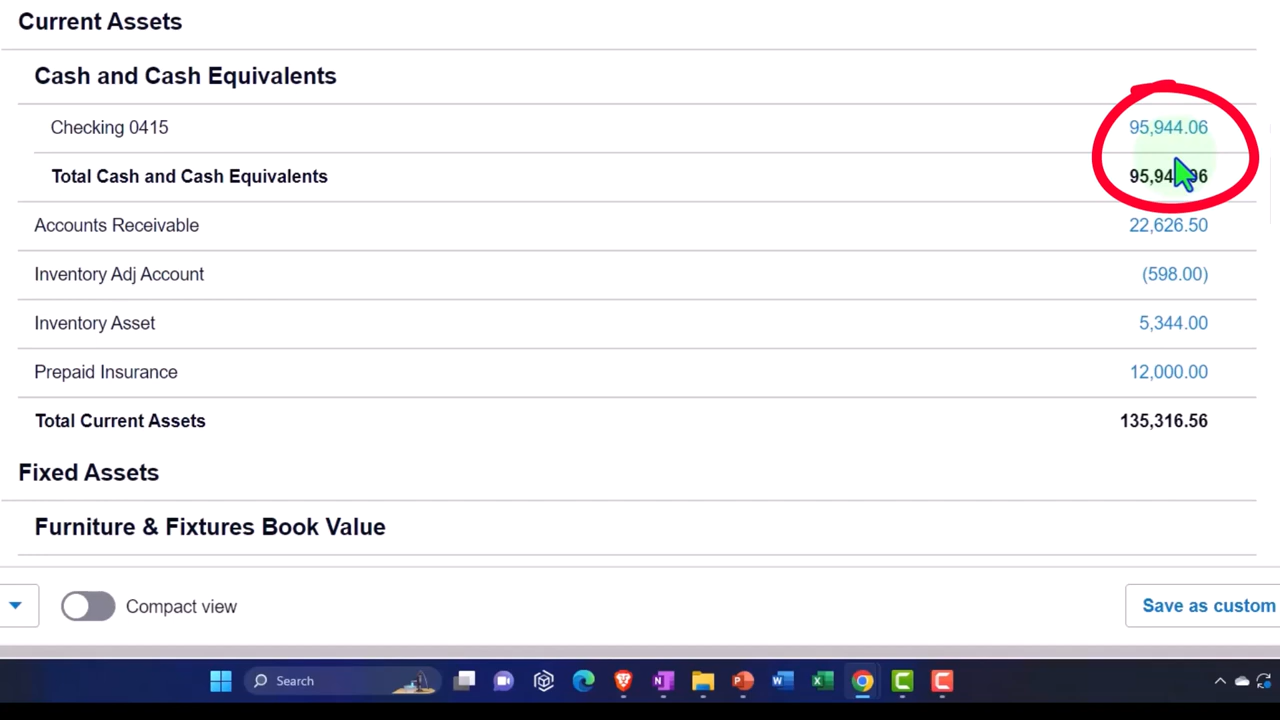 Current Assets
Cash and Cash Equivalents
Checking 0415 95,944.06
Total Cash and Cash Equivalents
Accounts Receivable 22,626.50
Inventory Adj Account (598.00)
Inventory Asset 5,344.00
Prepaid Insurance 12,000.00
Total Current Assets 135,316.56
Fixed Assets
Furniture & Fixtures Book Value
Compact view Save as custom
Search